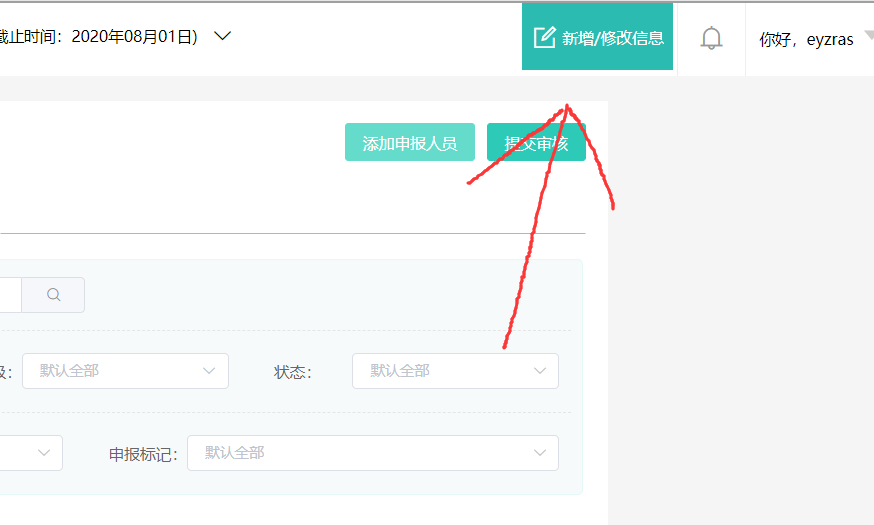 截止时间：2020年08月01日)
新增/修改信息
你好，eyzras
添加申报人员
提交审核
级：
默认全部
状态：
默认全部
申报标记：
默认全部